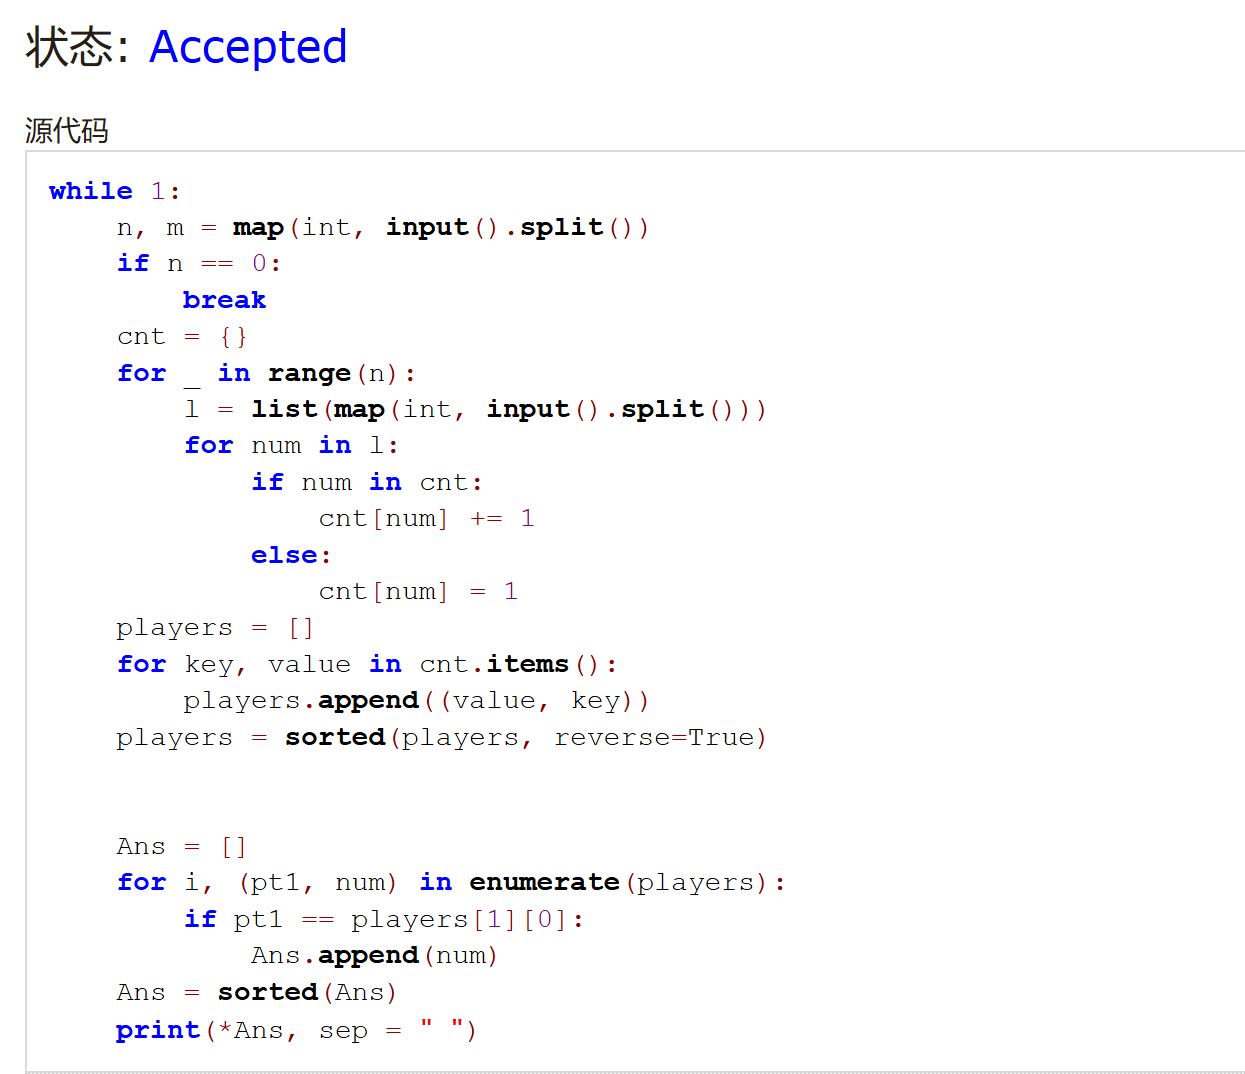 状态: Accepted
源代码
while 1:
    n, m = map(int, input().split())
    if n == 0:
        break
    cnt = {}
    for _ in range(n):
        l = list(map(int, input().split()))
        for num in l:
            if num in cnt:
                cnt[num] += 1
            else:
                cnt[num] = 1
    players = []
    for key, value in cnt.items():
        players.append((value, key))
    players = sorted(players, reverse=True)
    Ans = []
    for i, (pt1, num) in enumerate(players):
        if pt1 == players[1][0]:
            Ans.append(num)
    Ans = sorted(Ans)
    print(*Ans, sep = " ")